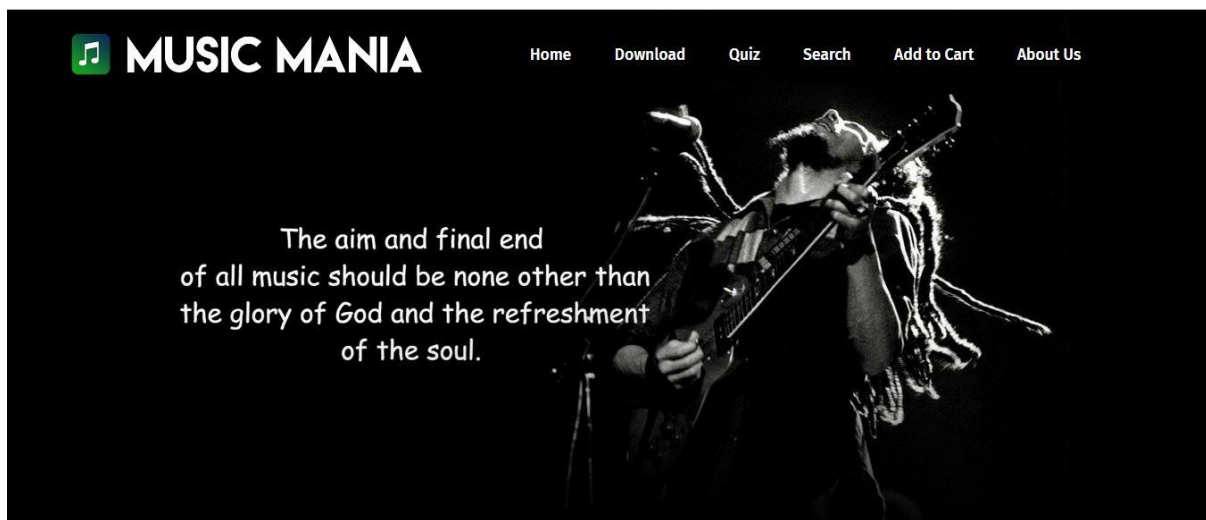 MUSIC MANIA
Home Download Quiz Search Add to Cart About Us
The aim and final end
of all music should be none other than
the glory of God and the refreshment
of the soul.